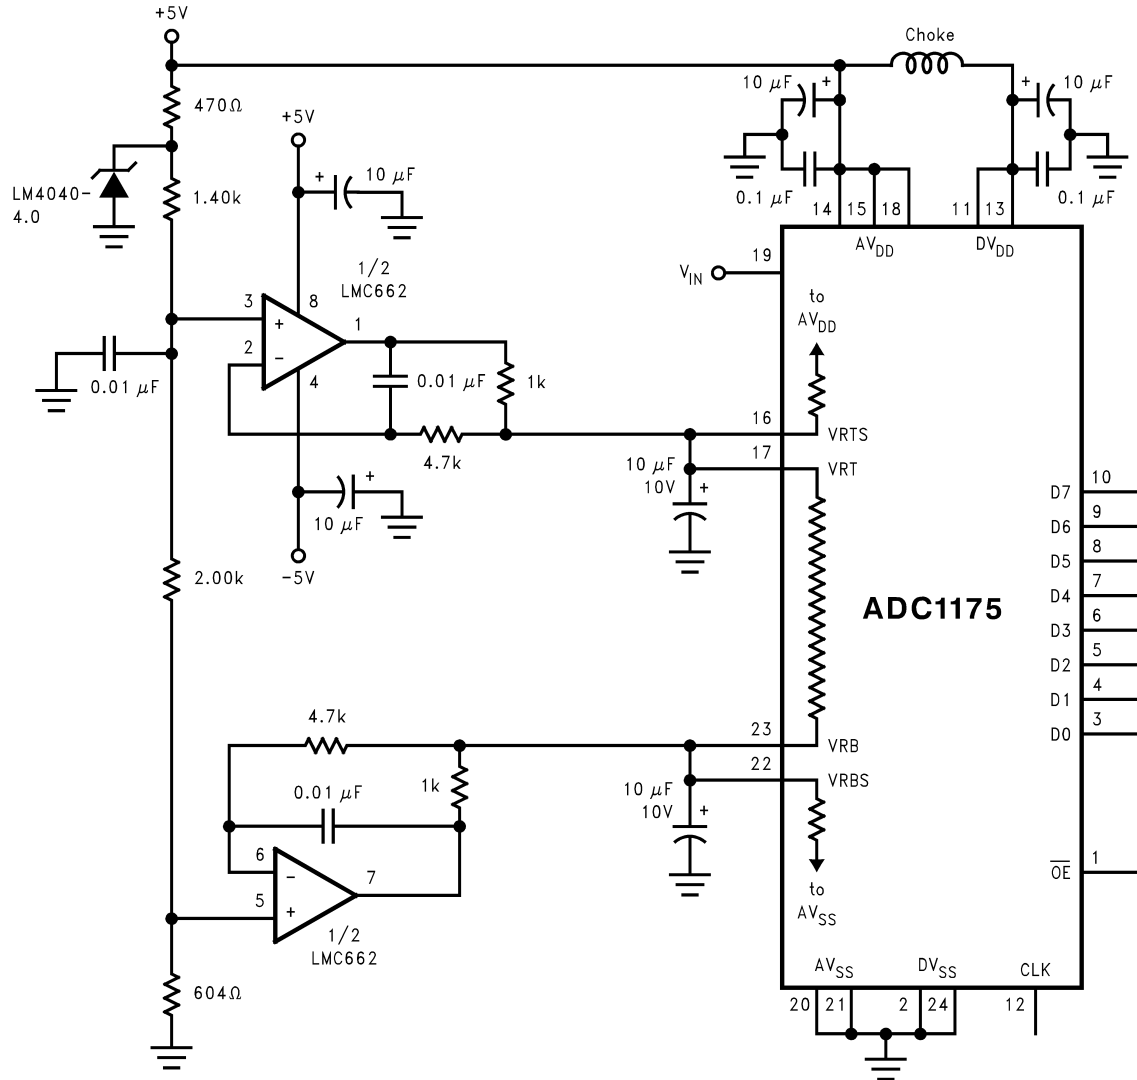 +5V
Choke
10 μF
+
+
10 μF
470Ω
+5V
+
10 μF
LM4040-
4.0
1.40k
0.1 μF
0.1 μF
14
15
18
11
13
AVDD
DVDD
19
VIN
1/2
LMC662
to
AVDD
3
8
+
1
2
−
4
0.01 μF
0.01 μF
1k
16
VRTS
4.7k
17
VRT
10 μF
10V
+
+
10 μF
-5V
2.00k
D7
10
D6
9
D5
8
D4
7
D3
6
D2
5
D1
4
D0
3
ADC1175
4.7k
23
VRB
22
VRBS
1k
0.01 μF
10 μF
10V
+
6
−
7
5
+
1/2
LMC662
to
AVSS
OE
1
604Ω
AVSS
DVSS
CLK
20
21
2
24
12